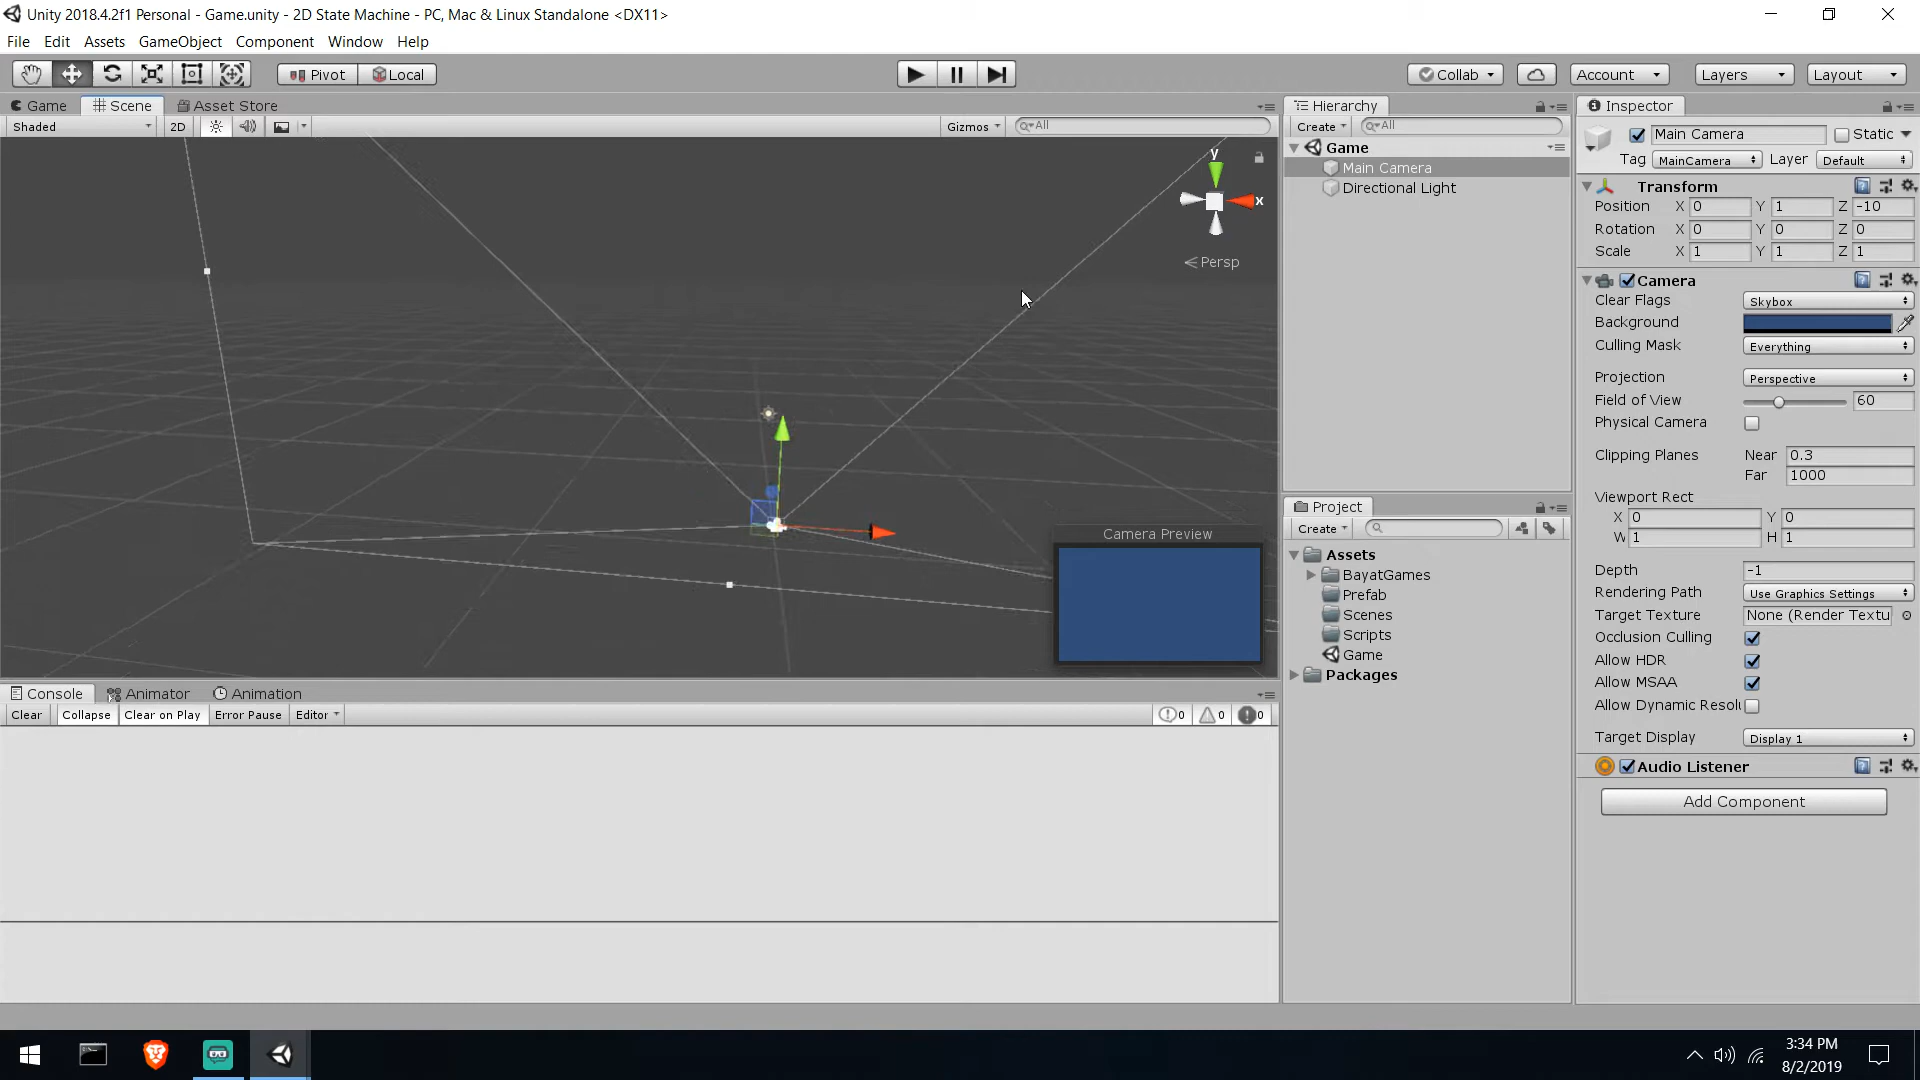 Unity 2018.4.2f1 Personal - Game.unity - 2D State Machine - PC, Mac & Linux Standalone <DX11>
File Edit Assets GameObject Component Window Help
Pivot Local Collab Account Layers Layout
Game Scene Asset Store
Shaded 2D Gizmos All
y
x
Persp
Camera Preview
Console Animator Animation
Clear Collapse Clear on Play Error Pause Editor 0 0 0
Hierarchy
Create All
Game
Main Camera
Directional Light
Project
Create
Assets
BayatGames
Prefab
Scenes
Scripts
Game
Packages
Inspector
Main Camera Static
Tag MainCamera Layer Default
Transform
Position X 0 Y 1 Z -10
Rotation X 0 Y 0 Z 0
Scale X 1 Y 1 Z 1
Camera
Clear Flags Skybox
Background
Culling Mask Everything
Projection Perspective
Field of View 60
Physical Camera
Clipping Planes Near 0.3
Far 1000
Viewport Rect
X 0 Y 0
W 1 H 1
Depth -1
Rendering Path Use Graphics Settings
Target Texture None (Render Textu
Occlusion Culling
Allow HDR
Allow MSAA
Allow Dynamic Resol
Target Display Display 1
Audio Listener
Add Component
3:34 PM
8/2/2019